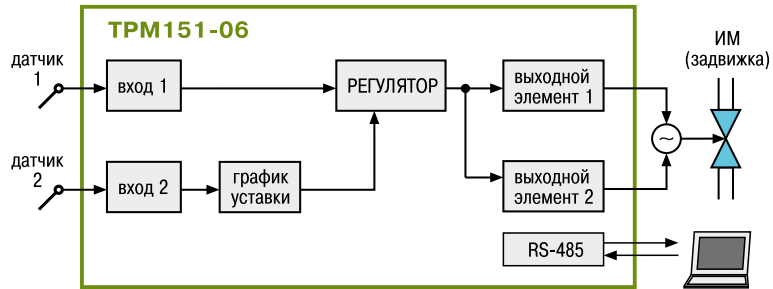 ТРМ151-06
датчик
1
вход 1
РЕГУЛЯТОР
выходной
элемент 1
ИМ
(задвижка)
~
датчик
2
вход 2
график
уставки
выходной
элемент 2
RS-485